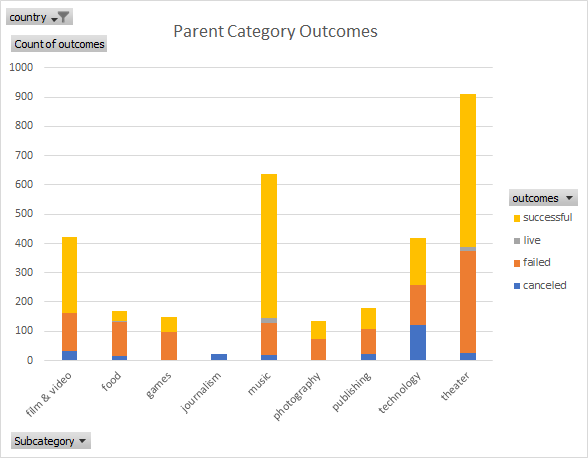 country
Parent Category Outcomes
Count of outcomes
1000
900
800
700
600
500
400
300
200
100
0
film & video
food
games
journalism
music
photography
publishing
technology
theater
outcomes
successful
live
failed
canceled
Subcategory